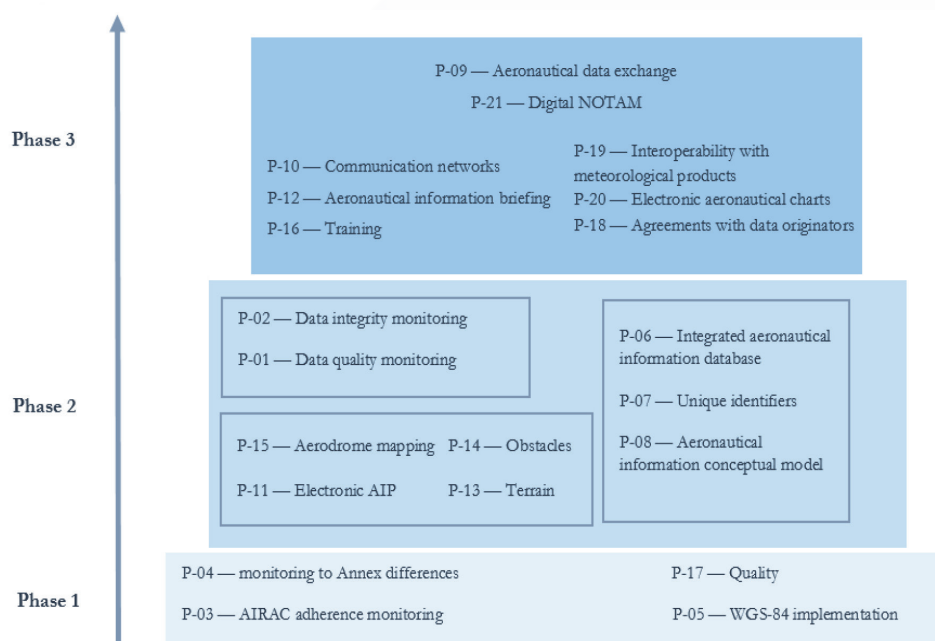 Phase 3
P-09 — Aeronautical data exchange
P-21 — Digital NOTAM
P-10 — Communication networks
P-12 — Aeronautical information briefing
P-16 — Training
P-19 — Interoperability with
meteorological products
P-20 — Electronic aeronautical charts
P-18 — Agreements with data originators
Phase 2
P-02 — Data integrity monitoring
P-01 — Data quality monitoring
P-15 — Aerodrome mapping
P-14 — Obstacles
P-11 — Electronic AIP
P-13 — Terrain
P-06 — Integrated aeronautical
information database
P-07 — Unique identifiers
P-08 — Aeronautical
information conceptual model
Phase 1
P-04 — monitoring to Annex differences
P-17 — Quality
P-03 — AIRAC adherence monitoring
P-05 — WGS-84 implementation